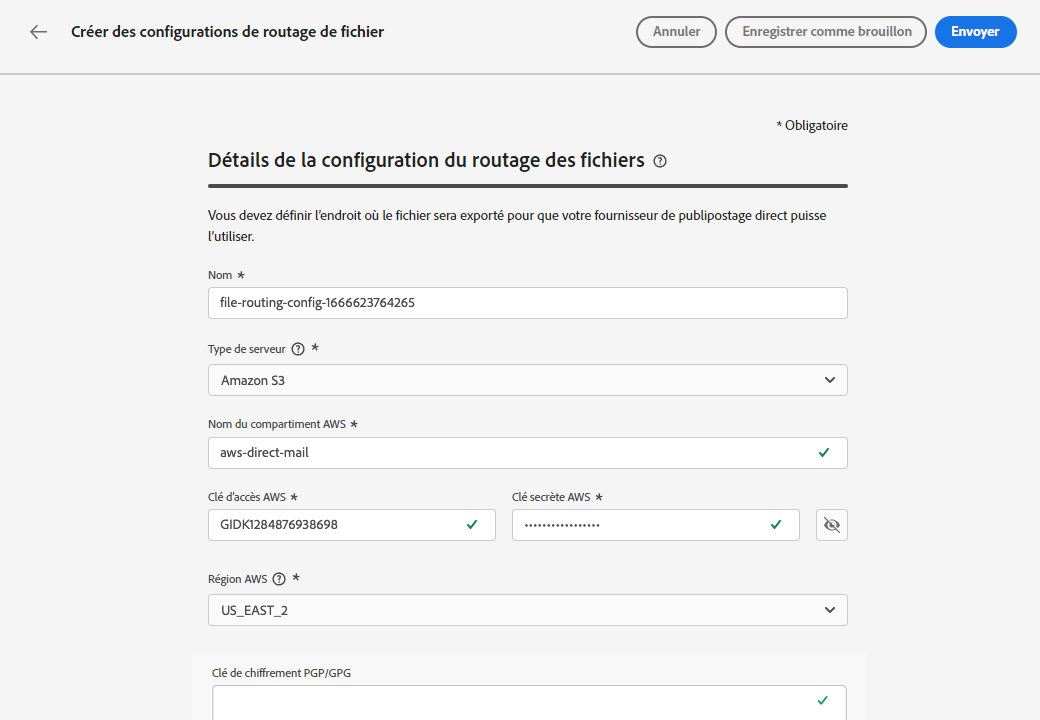 Créer des configurations de routage de fichier
Annuler
Enregistrer comme brouillon
Envoyer
* Obligatoire
Détails de la configuration du routage des fichiers
Vous devez définir l'endroit où le fichier sera exporté pour que votre fournisseur de publipostage direct puisse
l'utiliser.
Nom *
file-routing-config-1666623764265
Type de serveur ? *
Amazon S3
Nom du compartiment AWS *
aws-direct-mail
Clé d'accès AWS *
Clé secrète AWS *
GIDK1284876938698
•••••••••••••••••
Région AWS ? *
US_EAST_2
Clé de chiffrement PGP/GPG